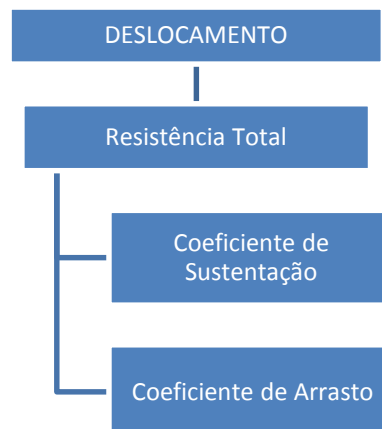 DESLOCAMENTO
Resistência Total
Coeficiente de
Sustentação
Coeficiente de Arrasto